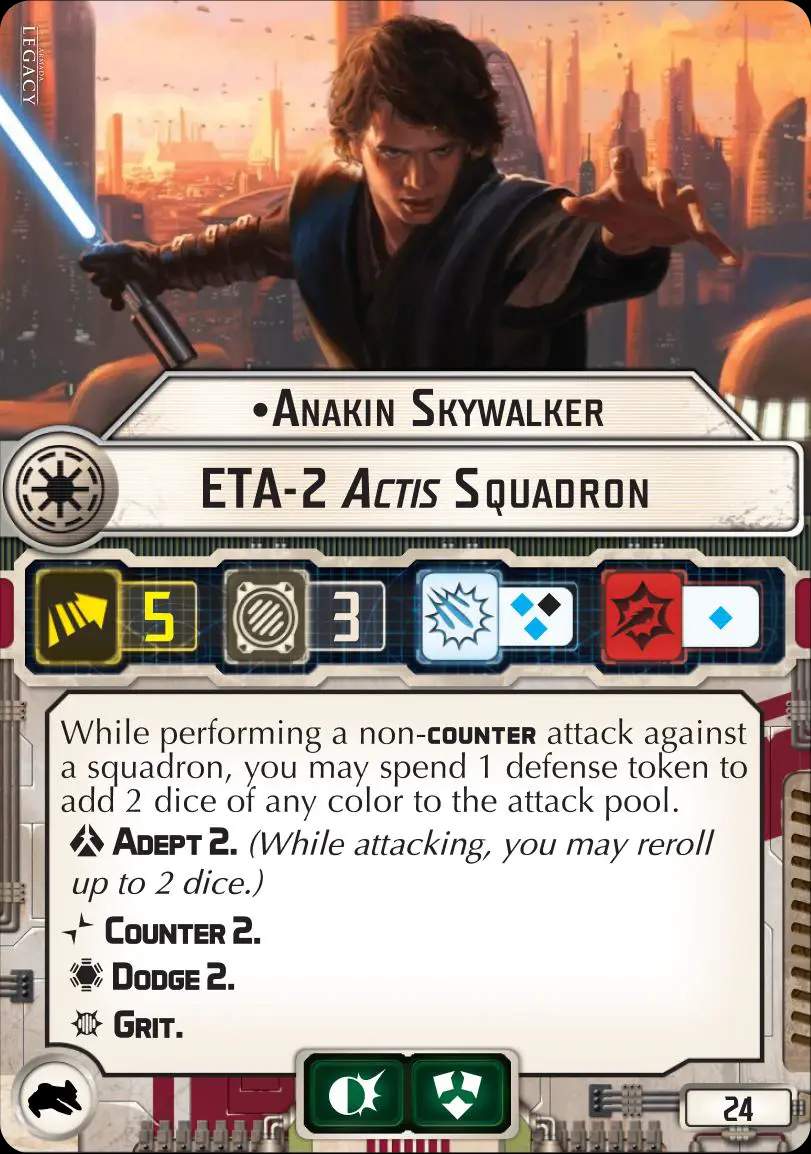 ARMADA
LEGACY
•Anakin Skywalker
ETA-2 Actis Squadron
5
3
While performing a non-COUNTER attack against
a squadron, you may spend 1 defense token to
add 2 dice of any color to the attack pool.
Adept 2. (While attacking, you may reroll
up to 2 dice.)
Counter 2.
Dodge 2.
Grit.
24